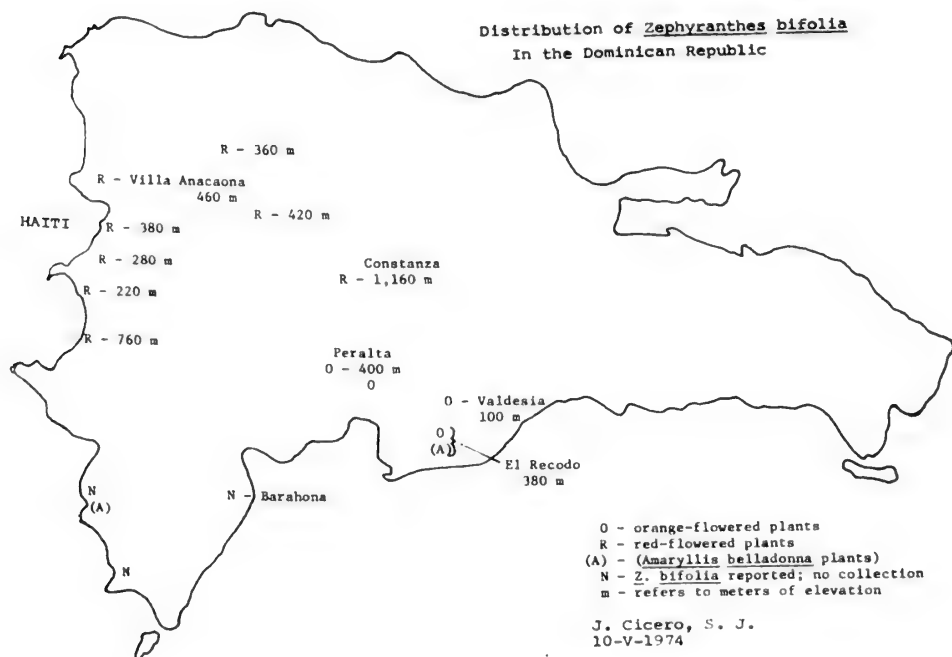 Distribution of Zephyranthes bifolia
In the Dominican Republic
R - 360 m
R - Villa Anacaona
460 m
R - 420 m
HAITI
R - 380 m
R - 280 m
Constanza
R - 1,160 m
R - 220 m
R - 760 m
Peralta
O - 400 m
O
O - Valdesia
100 m
O
(A)
El Recodo
380 m
N
(A)
N - Barahona
N
O - orange-flowered plants
R - red-flowered plants
(A) - (Amaryllis belladonna plants)
N - Z. bifolia reported; no collection
m - refers to meters of elevation
J. Cicero, S. J.
10-V-1974